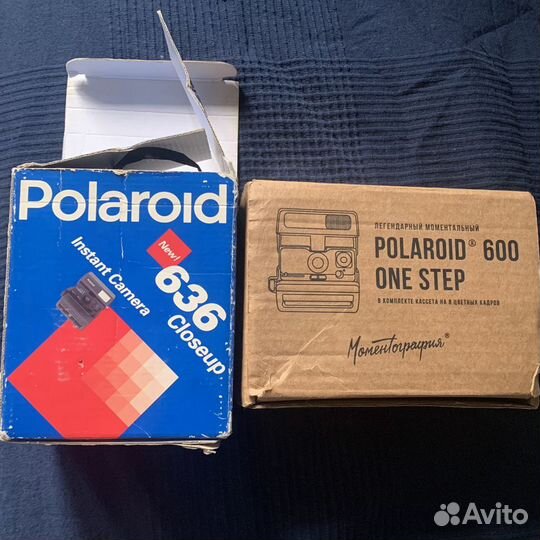 Polaroid
New!
636
Closeup
Instant Camera
ЛЕГЕНДАРНЫЙ МОМЕНТАЛЬНЫЙ
POLAROID® 600
ONE STEP
В КОМПЛЕКТЕ КАССЕТА НА 8 ЦВЕТНЫХ КАДРОВ
Моментография®
Avito